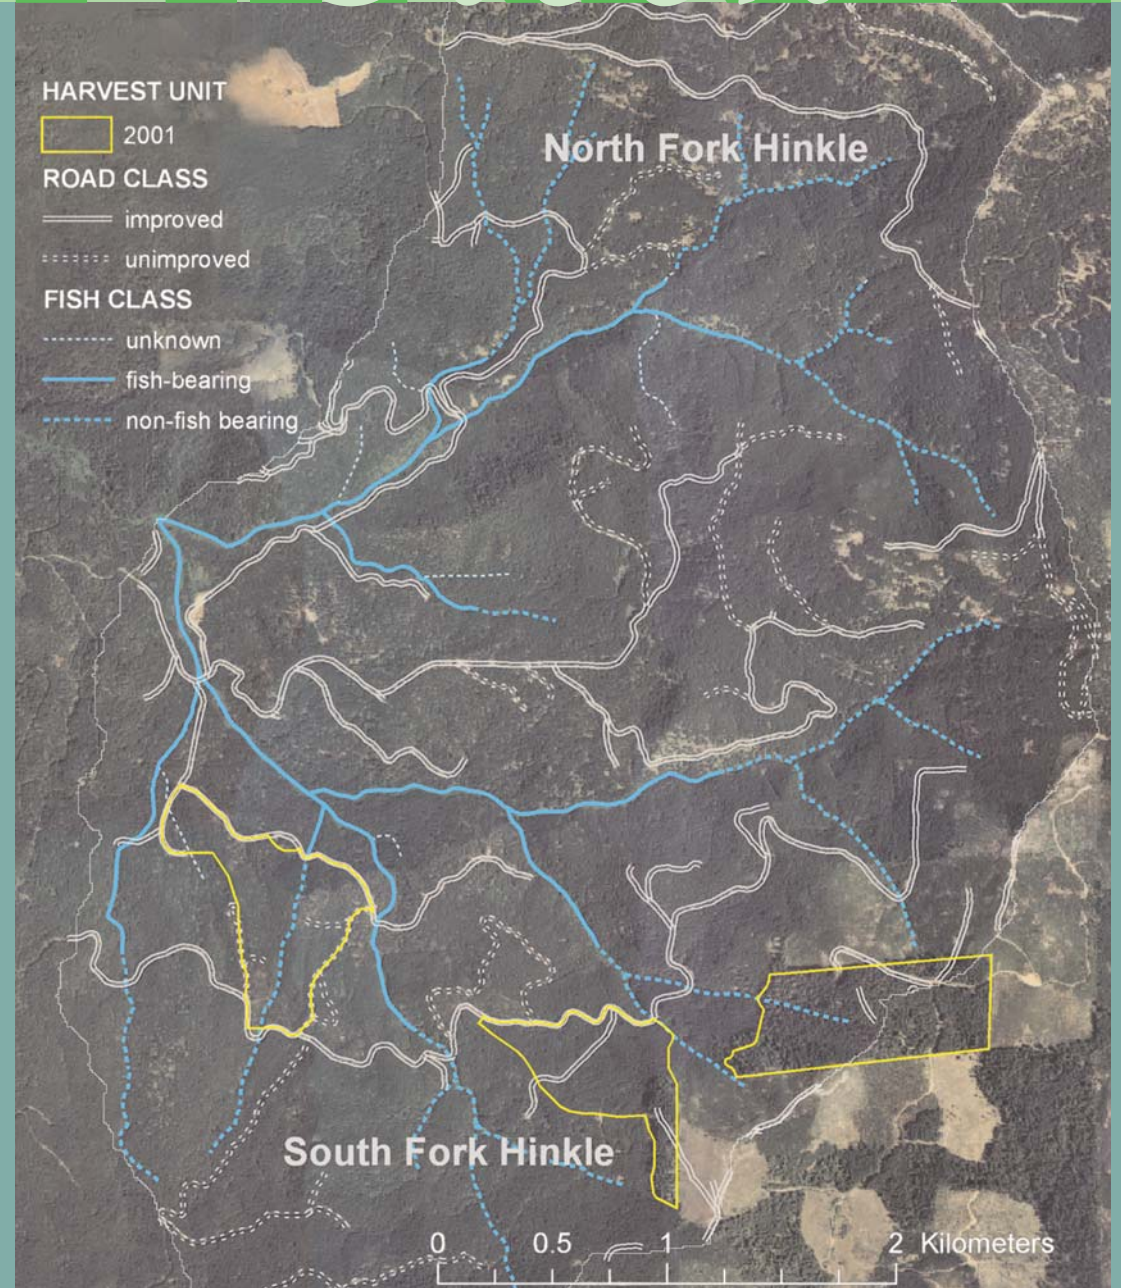 HARVEST UNIT
2001
ROAD CLASS
improved
unimproved
FISH CLASS
unknown
fish-bearing
non-fish bearing
North Fork Hinkle
South Fork Hinkle
0 0.5 1 2 Kilometers